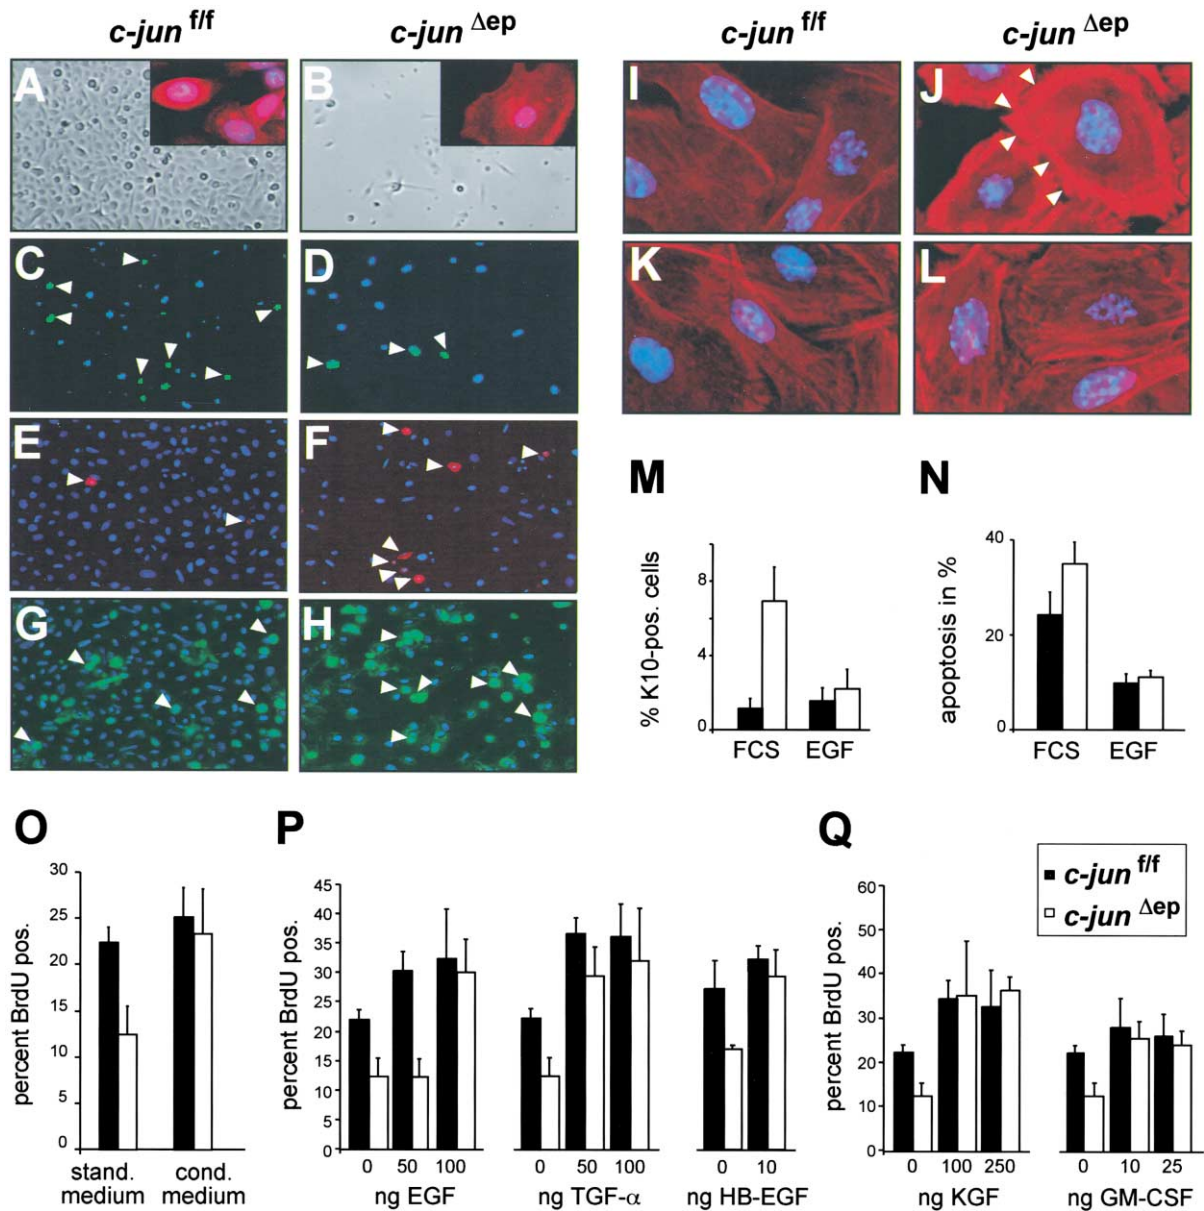 c-jun f/f
c-jun Δep
c-jun f/f
c-jun Δep
A
B
C
D
E
F
G
H
I
J
K
L
M
% K10-pos. cells
8
4
0
FCS
EGF
N
apoptosis in %
40
20
0
FCS
EGF
O
percent BrdU pos.
30
25
20
15
10
5
0
stand. medium
cond. medium
P
percent BrdU pos.
45
40
35
30
25
20
15
10
5
0
0 50 100
ng EGF
0 50 100
ng TGF-α
0 10
ng HB-EGF
Q
c-jun f/f
c-jun Δep
percent BrdU pos.
60
50
40
30
20
10
0
0 100 250
ng KGF
0 10 25
ng GM-CSF